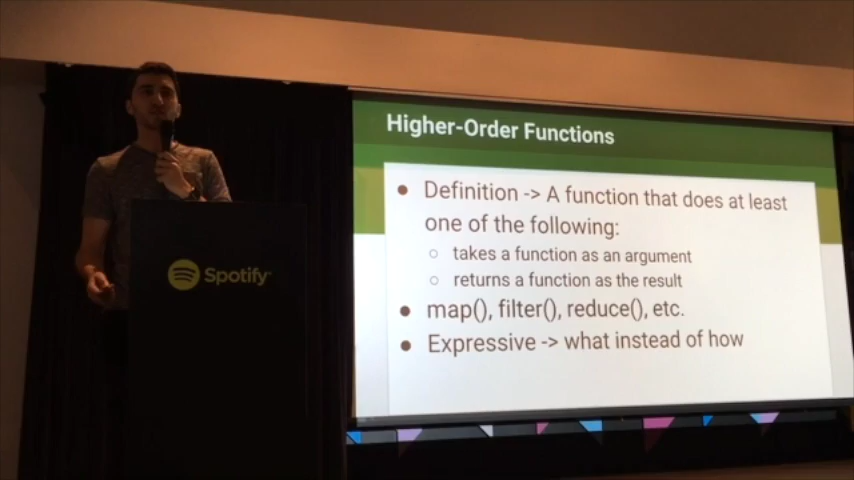 Higher-Order Functions
● Definition -> A function that does at least
one of the following:
○ takes a function as an argument
○ returns a function as the result
● map(), filter(), reduce(), etc.
● Expressive -> what instead of how
Spotify